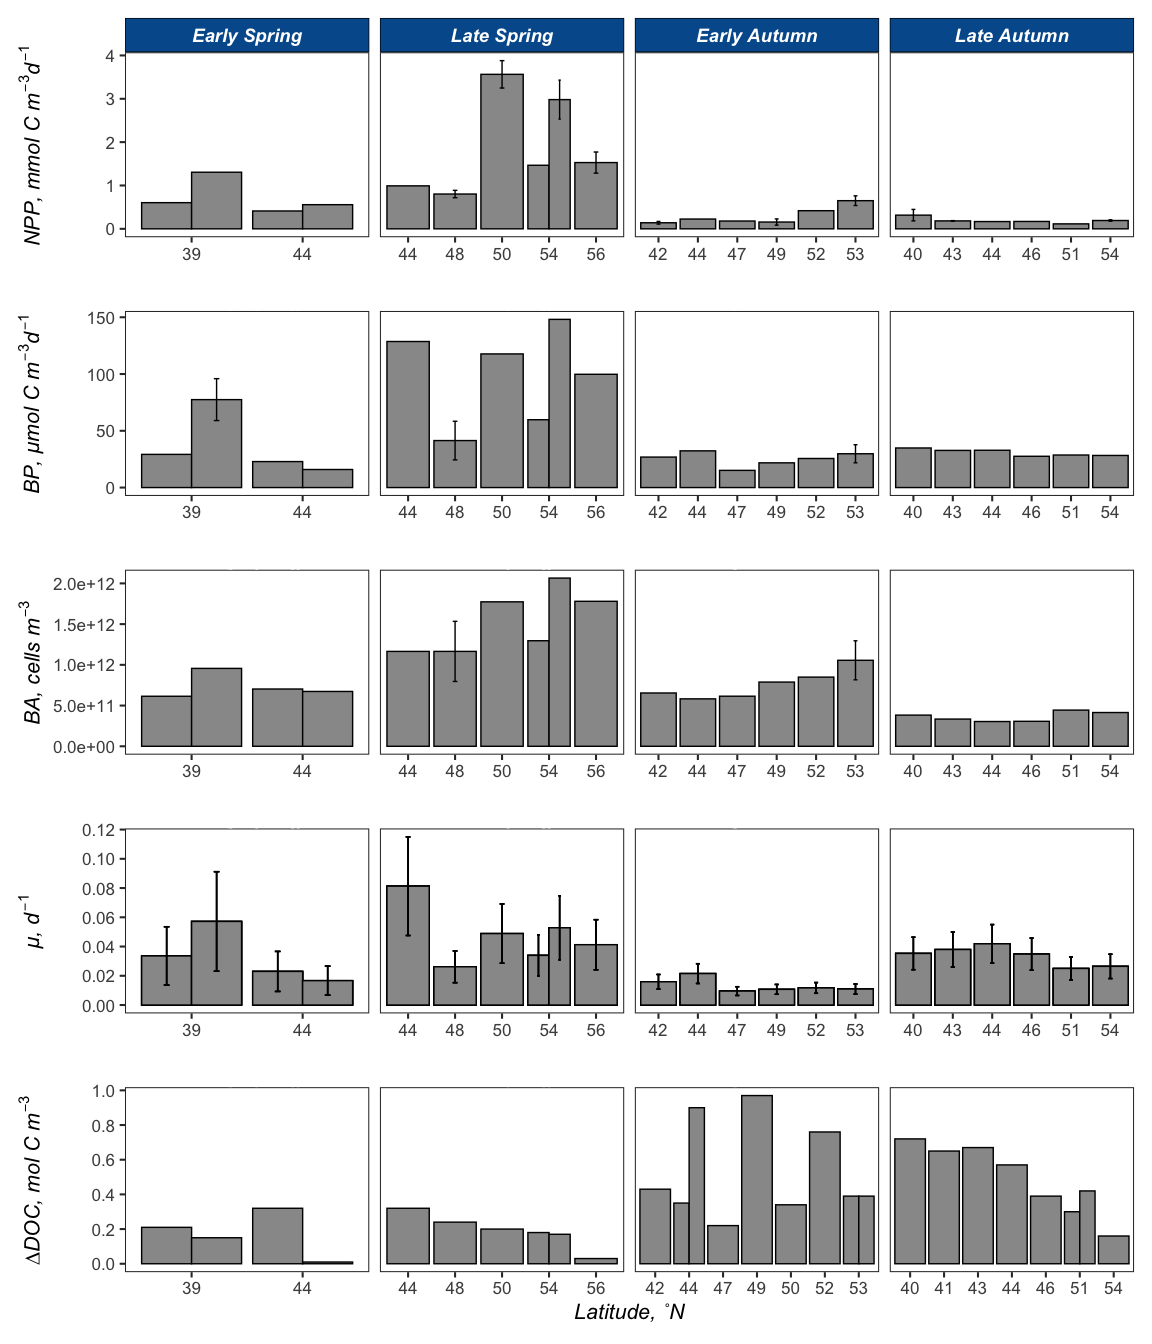 Early Spring Late Spring Early Autumn Late Autumn
NPP, mmol C m⁻³d⁻¹
4
3
2
1
0
39 44 44 48 50 54 56 42 44 47 49 52 53 40 43 44 46 51 54
BP, µmol C m⁻³d⁻¹
150
100
50
0
39 44 44 48 50 54 56 42 44 47 49 52 53 40 43 44 46 51 54
BA, cells m⁻³
2.0e+12
1.5e+12
1.0e+12
5.0e+11
0.0e+00
39 44 44 48 50 54 56 42 44 47 49 52 53 40 43 44 46 51 54
µ, d⁻¹
0.12
0.10
0.08
0.06
0.04
0.02
0.00
39 44 44 48 50 54 56 42 44 47 49 52 53 40 43 44 46 51 54
ΔDOC, mol C m⁻³
1.0
0.8
0.6
0.4
0.2
0.0
39 44 44 48 50 54 56 42 44 47 49 50 52 53 40 41 43 44 46 51 54
Latitude, ˚N